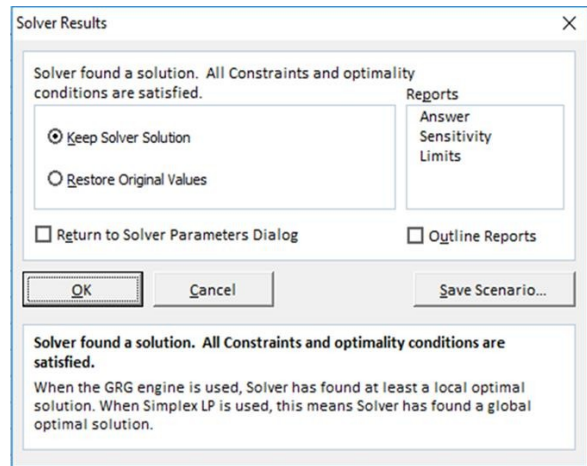 Solver Results
Solver found a solution. All Constraints and optimality
conditions are satisfied.
Keep Solver Solution
Restore Original Values
Reports
Answer
Sensitivity
Limits
Return to Solver Parameters Dialog
Outline Reports
OK
Cancel
Save Scenario...
Solver found a solution. All Constraints and optimality conditions are
satisfied.
When the GRG engine is used, Solver has found at least a local optimal
solution. When Simplex LP is used, this means Solver has found a global
optimal solution.